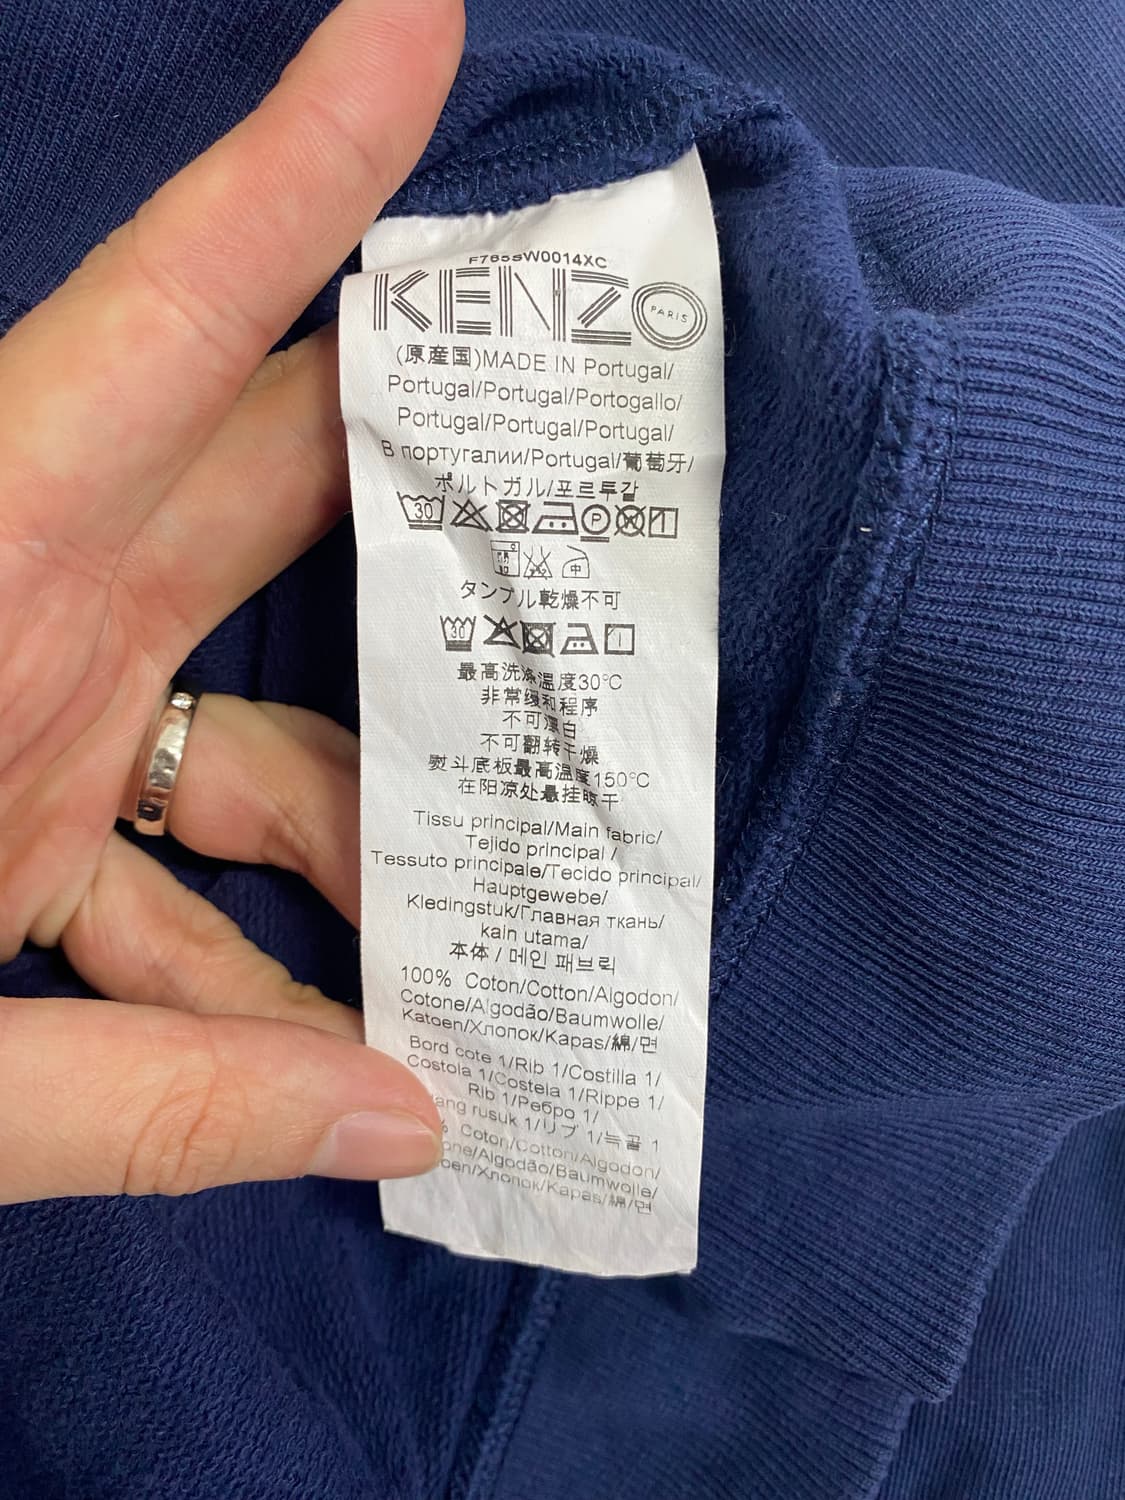 F765SW0014XC
KENZO
PARIS
(原産国)MADE IN Portugal/
Portugal/Portugal/Portogallo/
Portugal/Portugal/Portugal/
В португалии/Portugal/葡萄牙/
ポルトガル/포르투갈
30 P
中
タンブル乾燥不可
30
最高洗涤温度30°C
非常缓和程序
不可漂白
不可翻转干燥
熨斗底板最高温度150°C
在阳凉处悬挂晾干
Tissu principal/Main fabric/
Tejido principal /
Tessuto principale/Tecido principal/
Hauptgewebe/
Kledingstuk/Главная ткань/
kain utama/
本体 / 메인 패브릭
100% Coton/Cotton/Algodon/
Cotone/Algodão/Baumwolle/
Katoen/Хлопок/Kapas/綿/면
Bord cote 1/Rib 1/Costilla 1/
Costola 1/Costela 1/Rippe 1/
Rib 1/Ребро 1/
rusuk 1/リブ 1/늑골 1
% Coton/Cotton/Algodon/
/Algodão/Baumwolle/
/Хлопок/Kapas/綿/면